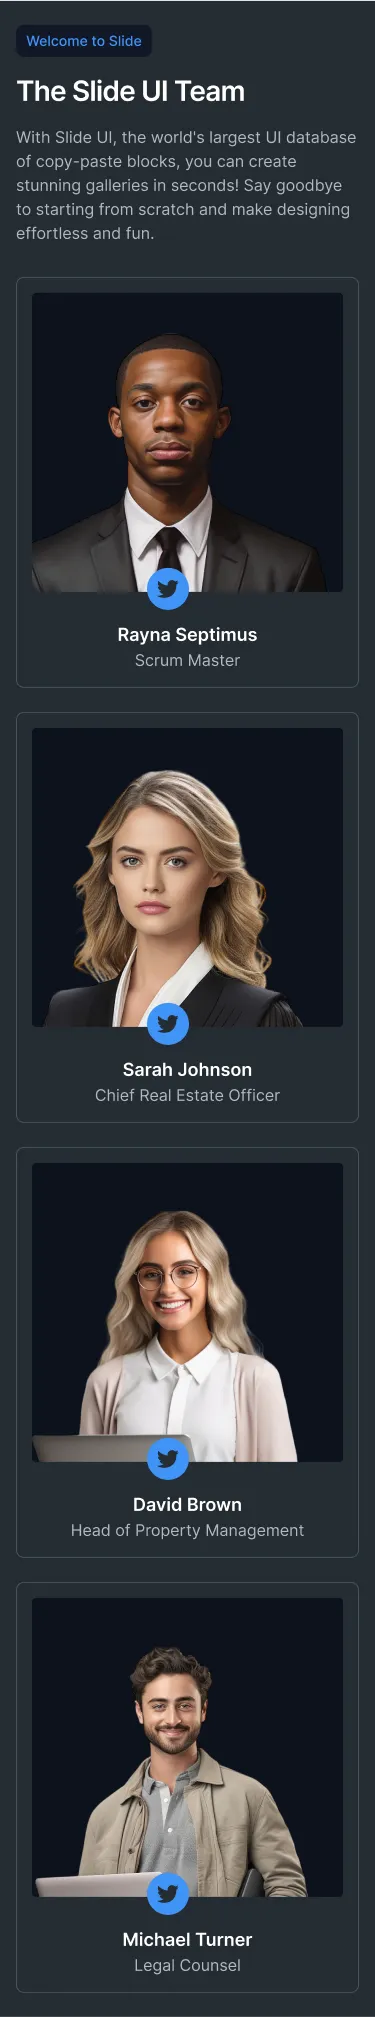 Welcome to Slide
The Slide UI Team
With Slide UI, the world's largest UI database
of copy-paste blocks, you can create
stunning galleries in seconds! Say goodbye
to starting from scratch and make designing
effortless and fun.
Rayna Septimus
Scrum Master
Sarah Johnson
Chief Real Estate Officer
David Brown
Head of Property Management
Michael Turner
Legal Counsel